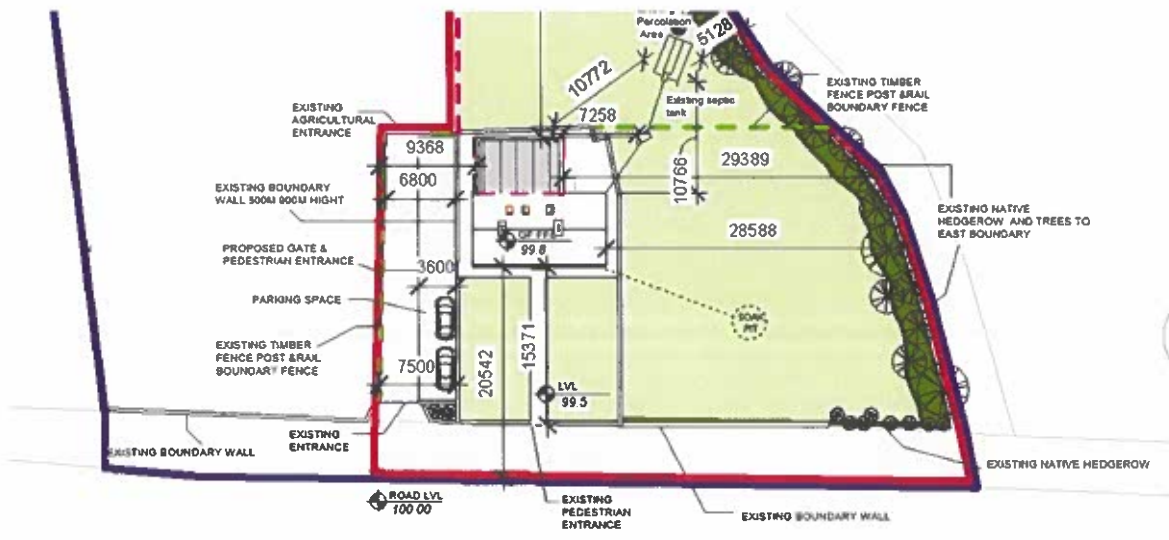 Percolation
Area
5128
10772
Existing septic
tank
7258
EXISTING TIMBER
FENCE POST &RAIL
BOUNDARY FENCE
EXISTING
AGRICULTURAL
ENTRANCE
9368
6800
29389
10766
EXISTING BOUNDARY
WALL 500M 900M HIGHT
EXISTING NATIVE
HEDGEROW AND TREES TO
EAST BOUNDARY
28588
GF FFL
99.8
PROPOSED GATE &
PEDESTRIAN ENTRANCE
3600
PARKING SPACE
SOAK
PIT
EXISTING TIMBER
FENCE POST &RAIL
BOUNDARY FENCE
7500
20542
15371
LVL
99.5
EXISTING BOUNDARY WALL
EXISTING
ENTRANCE
EXISTING NATIVE HEDGEROW
ROAD LVL
100 00
EXISTING
PEDESTRIAN
ENTRANCE
EXISTING BOUNDARY WALL